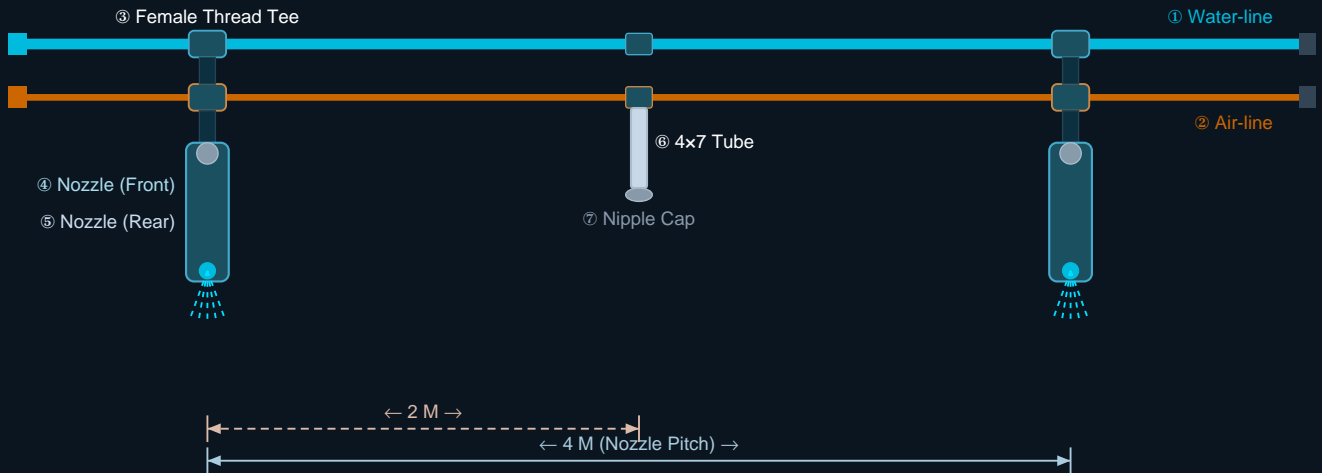 ③ Female Thread Tee
① Water-line
② Air-line
⑥ 4×7 Tube
④ Nozzle (Front)
⑤ Nozzle (Rear)
⑦ Nipple Cap
← 2 M →
← 4 M (Nozzle Pitch) →